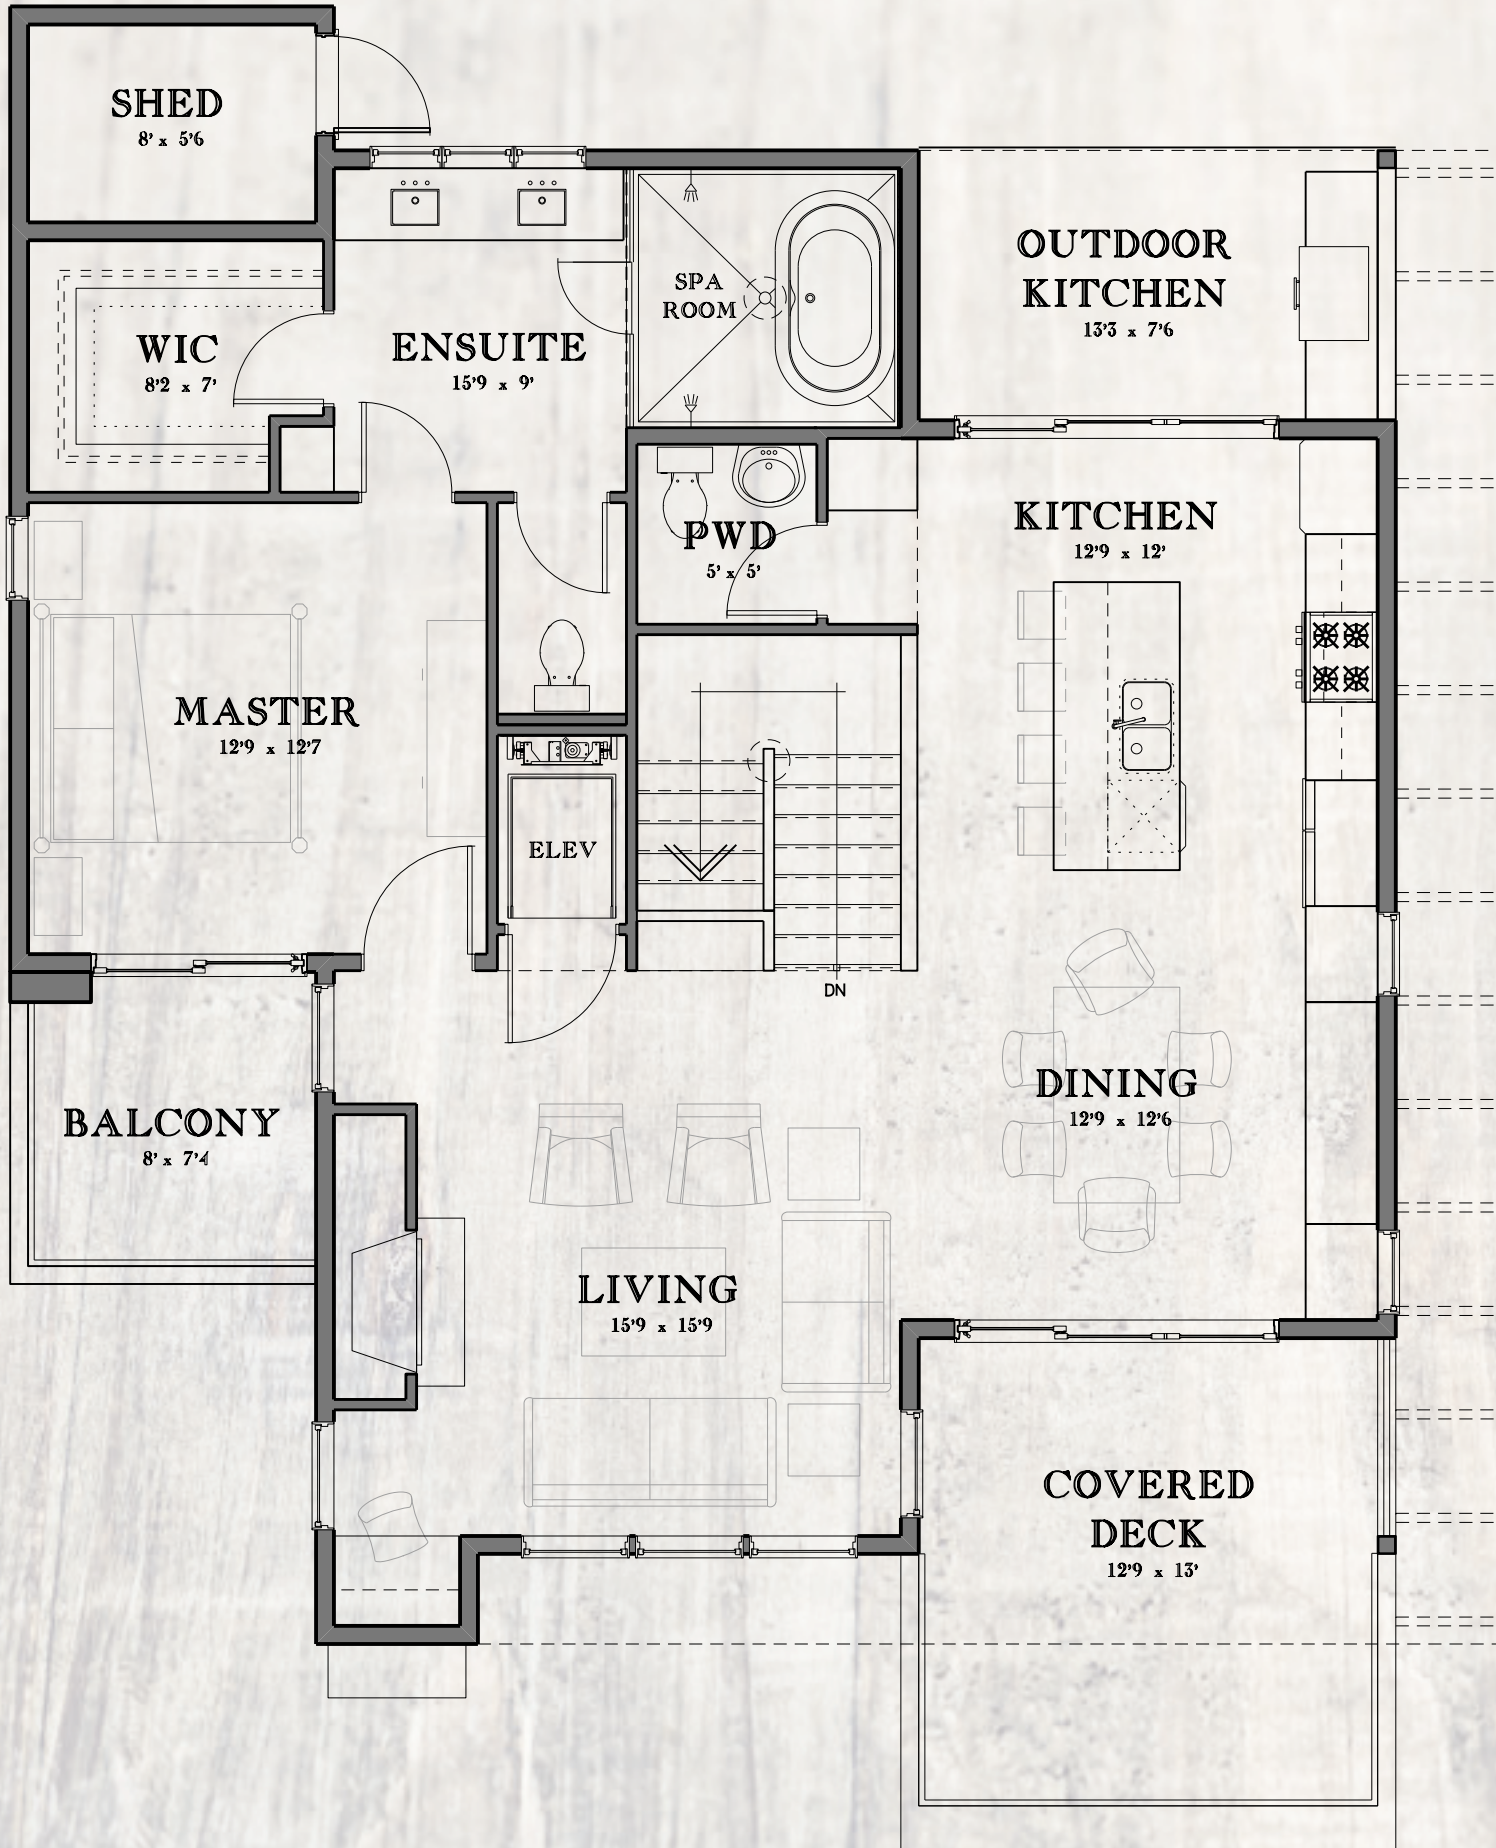 SHED
8' x 5'6
OUTDOOR
KITCHEN
13'3 x 7'6
SPA
ROOM
WIC
8'2 x 7'
ENSUITE
15'9 x 9'
KITCHEN
12'9 x 12'
PWD
5' x 5'
MASTER
12'9 x 12'7
ELEV
DN
DINING
12'9 x 12'6
BALCONY
8' x 7'4
LIVING
15'9 x 15'9
COVERED
DECK
12'9 x 13'